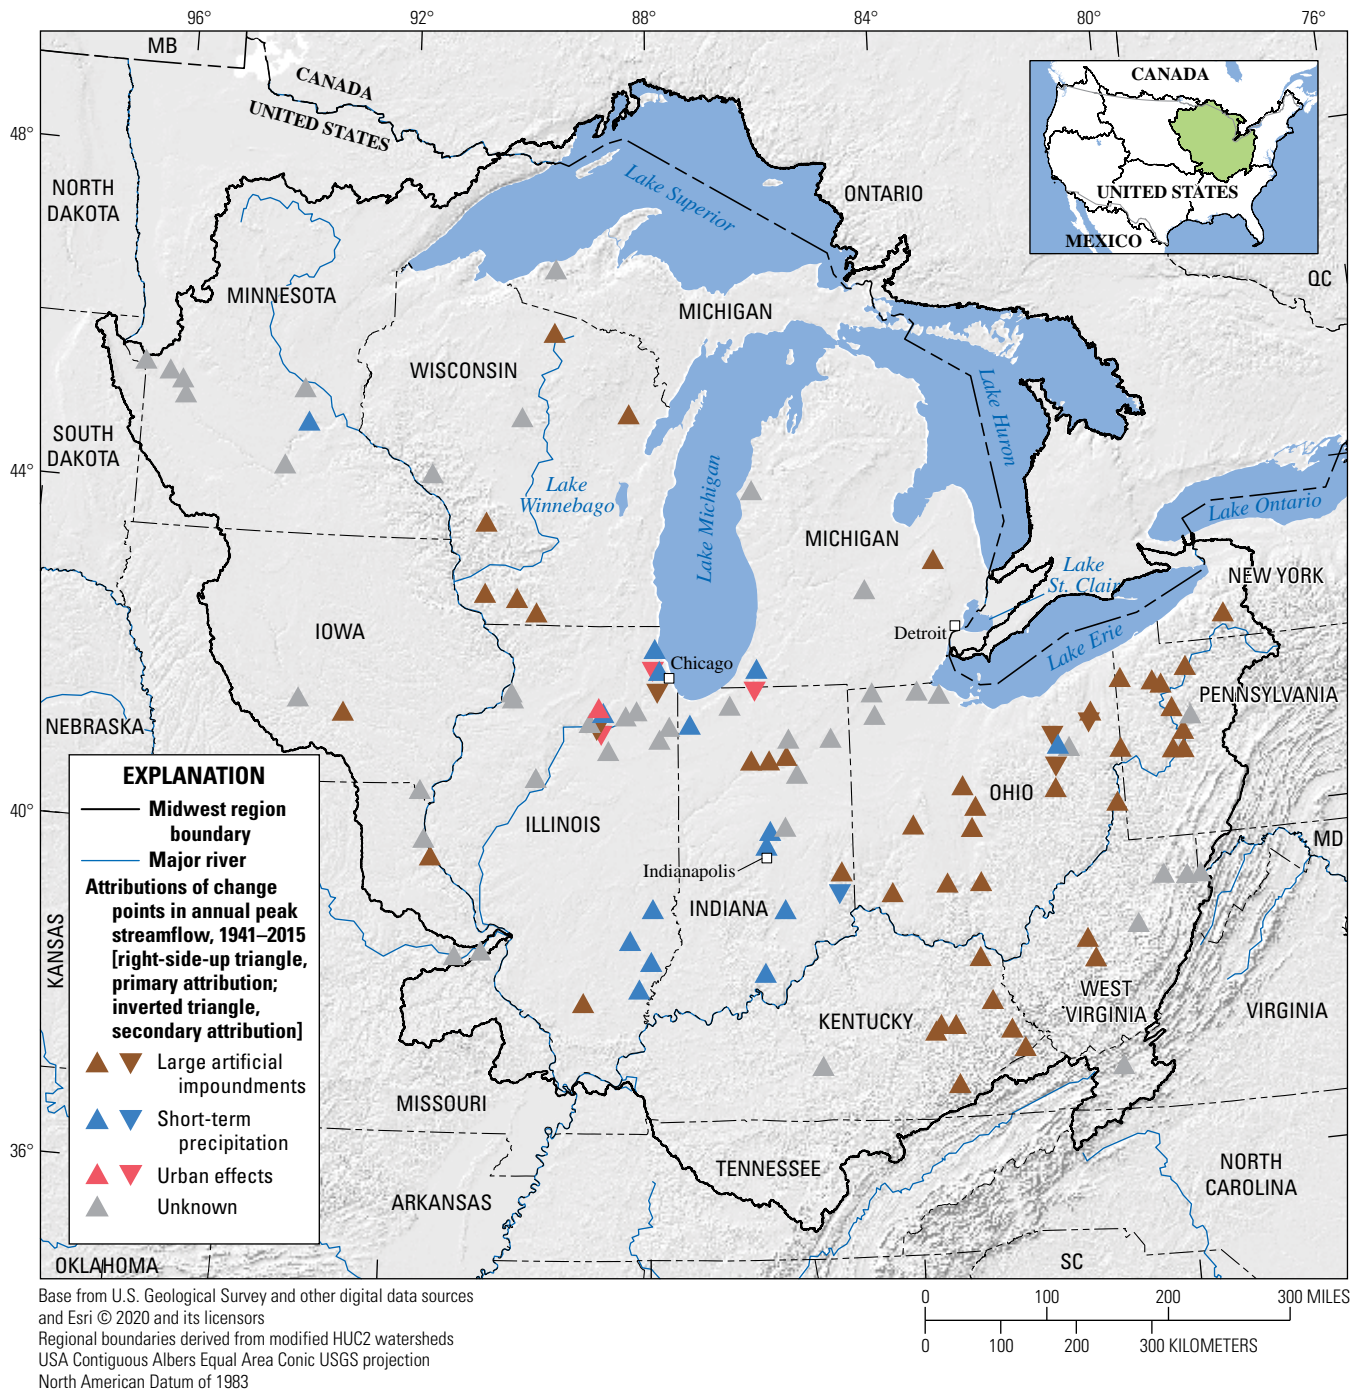 96°
92°
88°
84°
80°
76°
MB
CANADA
UNITED STATES
CANADA
UNITED STATES
MEXICO
48°
NORTH
DAKOTA
Lake Superior
ONTARIO
QC
MINNESOTA
MICHIGAN
WISCONSIN
Lake Huron
SOUTH
DAKOTA
44°
Lake
Winnebago
Lake Michigan
MICHIGAN
Lake Ontario
Lake
St. Clair
NEW YORK
IOWA
Detroit
Lake Erie
Chicago
PENNSYLVANIA
NEBRASKA
EXPLANATION
Midwest region
boundary
Major river
Attributions of change
points in annual peak
streamflow, 1941–2015
[right-side-up triangle,
primary attribution;
inverted triangle,
secondary attribution]
Large artificial
impoundments
Short-term
precipitation
Urban effects
Unknown
OHIO
40°
ILLINOIS
MD
Indianapolis
INDIANA
KANSAS
WEST
VIRGINIA
KENTUCKY
VIRGINIA
MISSOURI
36°
TENNESSEE
NORTH
CAROLINA
ARKANSAS
SC
OKLAHOMA
Base from U.S. Geological Survey and other digital data sources
and Esri © 2020 and its licensors
Regional boundaries derived from modified HUC2 watersheds
USA Contiguous Albers Equal Area Conic USGS projection
North American Datum of 1983
0 100 200 300 MILES
0 100 200 300 KILOMETERS